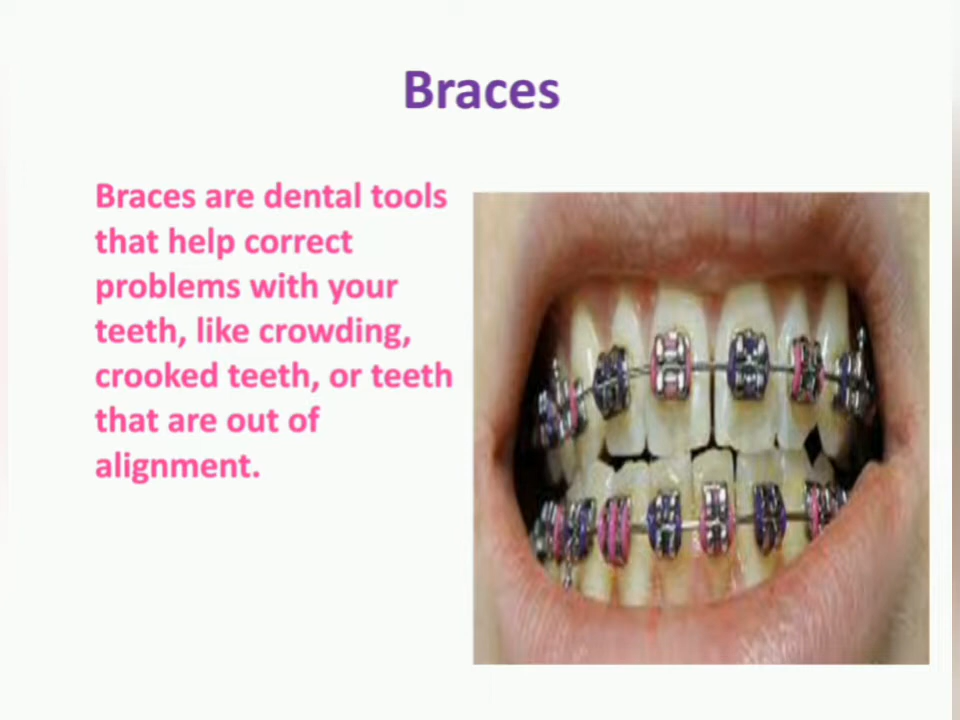 Braces
Braces are dental tools
that help correct
problems with your
teeth, like crowding,
crooked teeth, or teeth
that are out of
alignment.